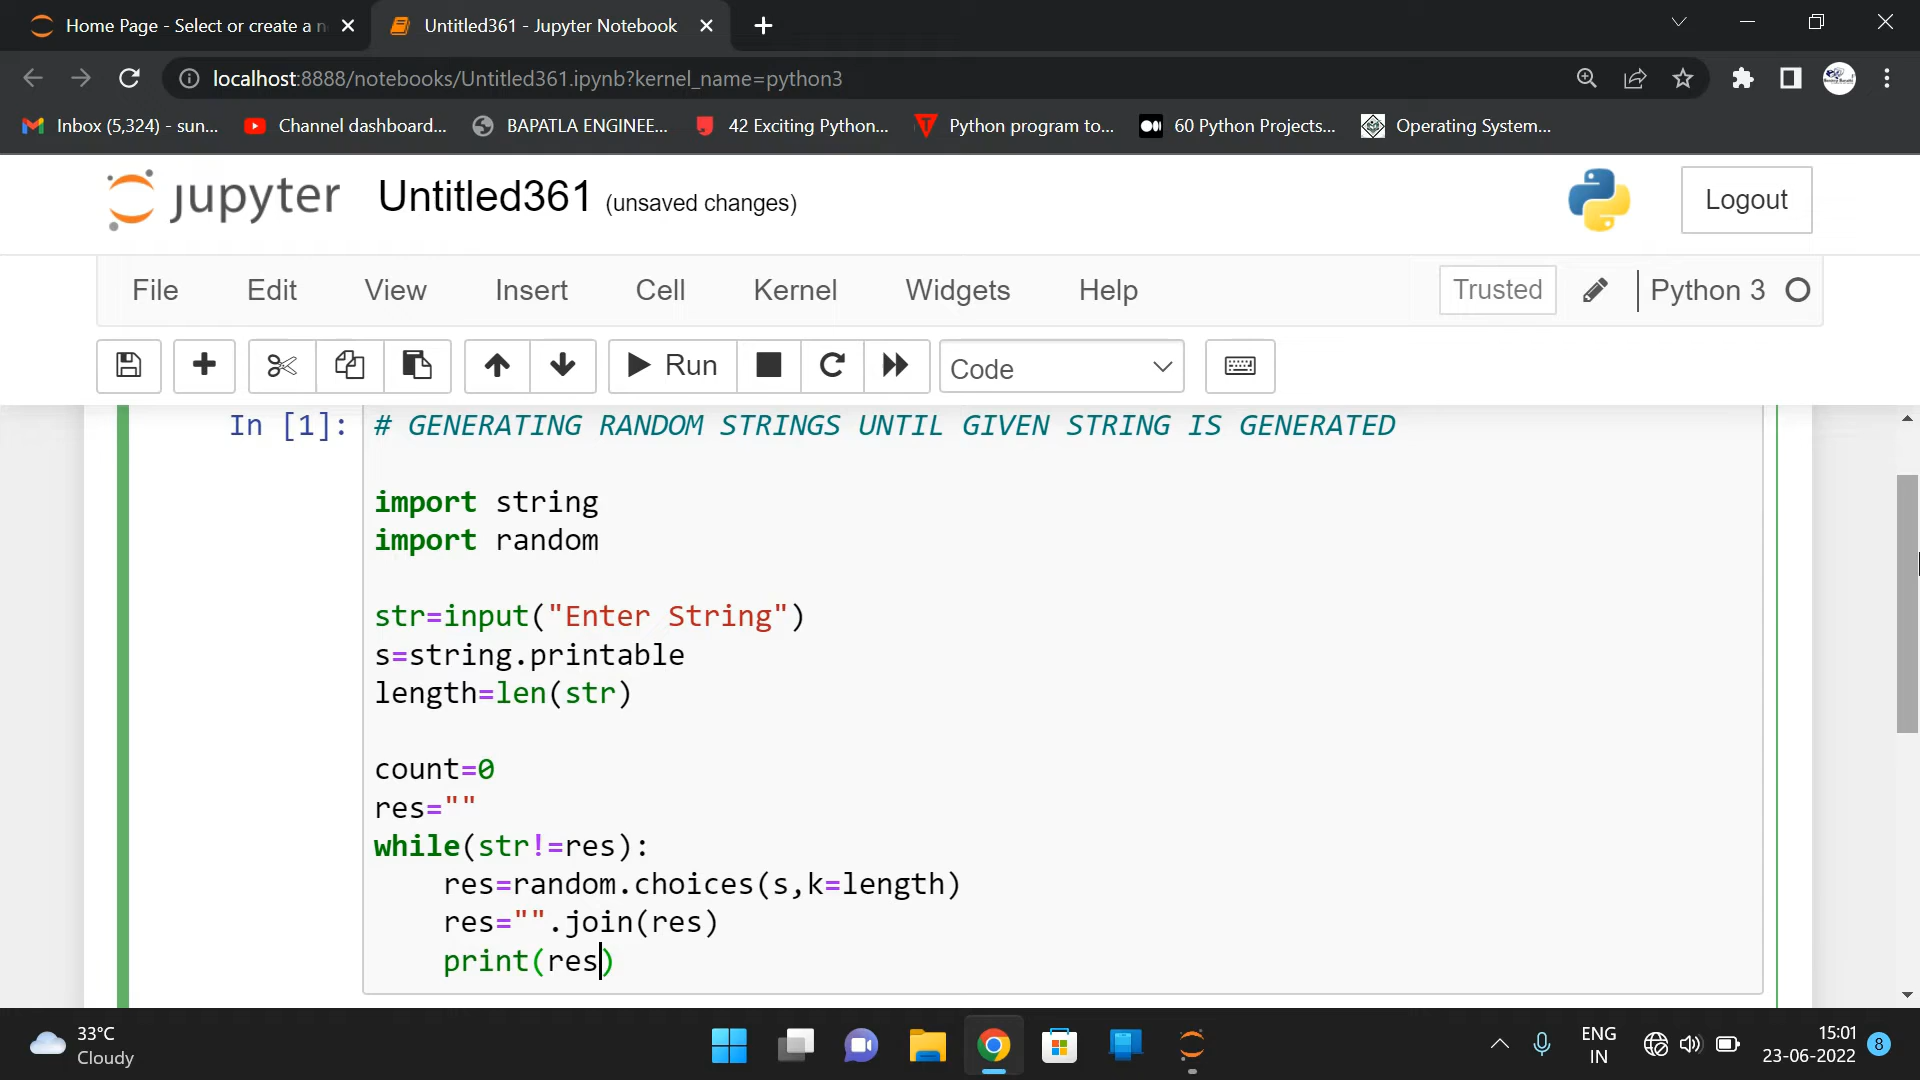 Home Page - Select or create a n
Untitled361 - Jupyter Notebook
localhost:8888/notebooks/Untitled361.ipynb?kernel_name=python3
Inbox (5,324) - sun...
Channel dashboard...
BAPATLA ENGINEE...
42 Exciting Python...
Python program to...
60 Python Projects...
Operating System...
jupyter
Untitled361 (unsaved changes)
Logout
File
Edit
View
Insert
Cell
Kernel
Widgets
Help
Trusted
Python 3
Run
Code
In [1]:
# GENERATING RANDOM STRINGS UNTIL GIVEN STRING IS GENERATED
import string
import random
str=input("Enter String")
s=string.printable
length=len(str)
count=0
res=""
while(str!=res):
    res=random.choices(s,k=length)
    res="".join(res)
    print(res)
33°C
Cloudy
ENG
IN
15:01
23-06-2022
8